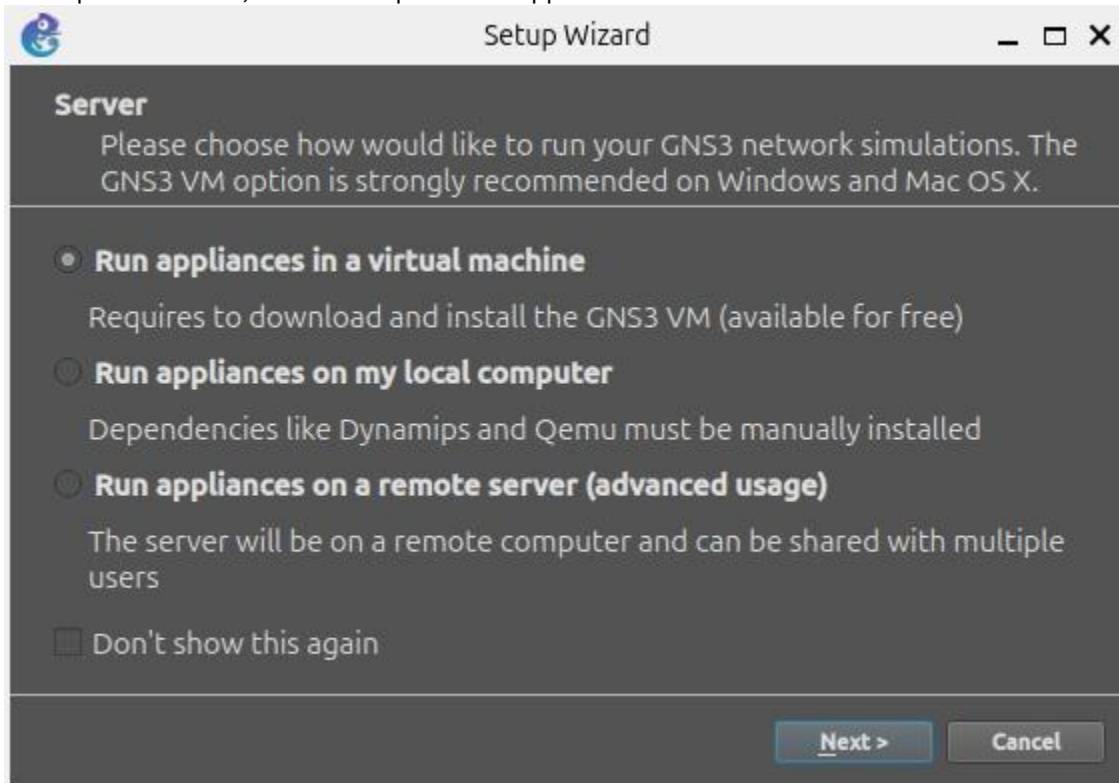 Setup Wizard
Server
Please choose how would like to run your GNS3 network simulations. The
GNS3 VM option is strongly recommended on Windows and Mac OS X.
Run appliances in a virtual machine
Requires to download and install the GNS3 VM (available for free)
Run appliances on my local computer
Dependencies like Dynamips and Qemu must be manually installed
Run appliances on a remote server (advanced usage)
The server will be on a remote computer and can be shared with multiple
users
Don't show this again
Next >
Cancel